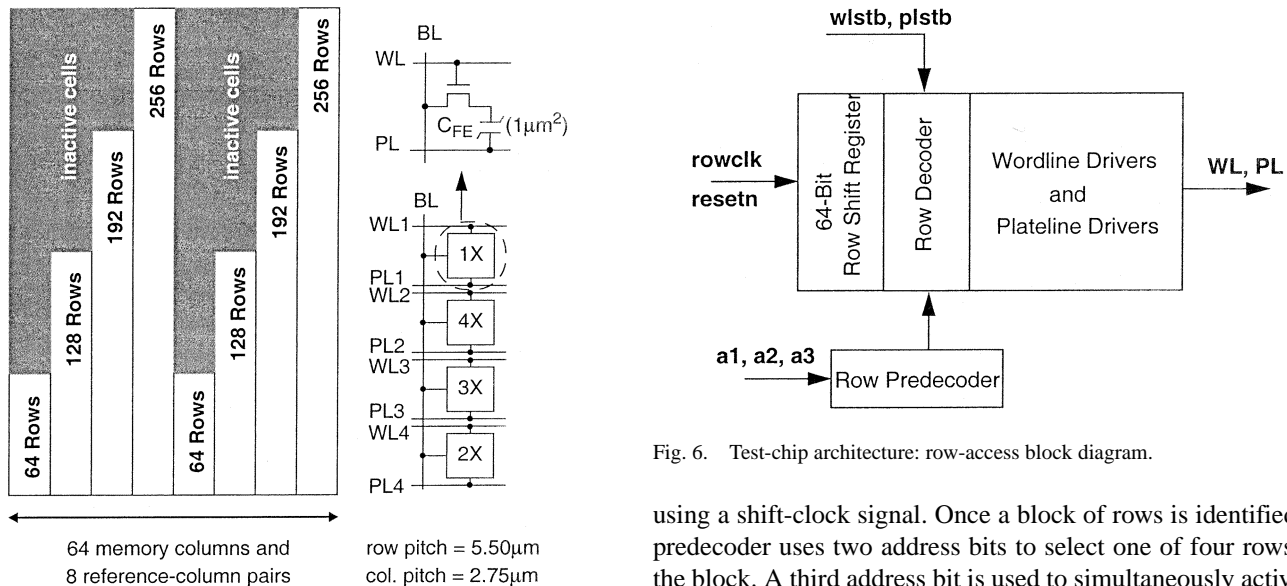 64 Rows
128 Rows
192 Rows
256 Rows
inactive cells
64 Rows
128 Rows
192 Rows
256 Rows
inactive cells
64 memory columns and
8 reference-column pairs
BL
WL
CFE (1μm²)
PL
BL
WL1
1X
PL1
WL2
4X
PL2
WL3
3X
PL3
WL4
2X
PL4
row pitch = 5.50μm
col. pitch = 2.75μm
wlstb, plstb
rowclk
resetn
64-Bit
Row Shift Register
Row Decoder
Wordline Drivers
and
Plateline Drivers
WL, PL
a1, a2, a3
Row Predecoder
Fig. 6. Test-chip architecture: row-access block diagram.
using a shift-clock signal. Once a block of rows is identified
predecoder uses two address bits to select one of four rows
the block. A third address bit is used to simultaneously activ